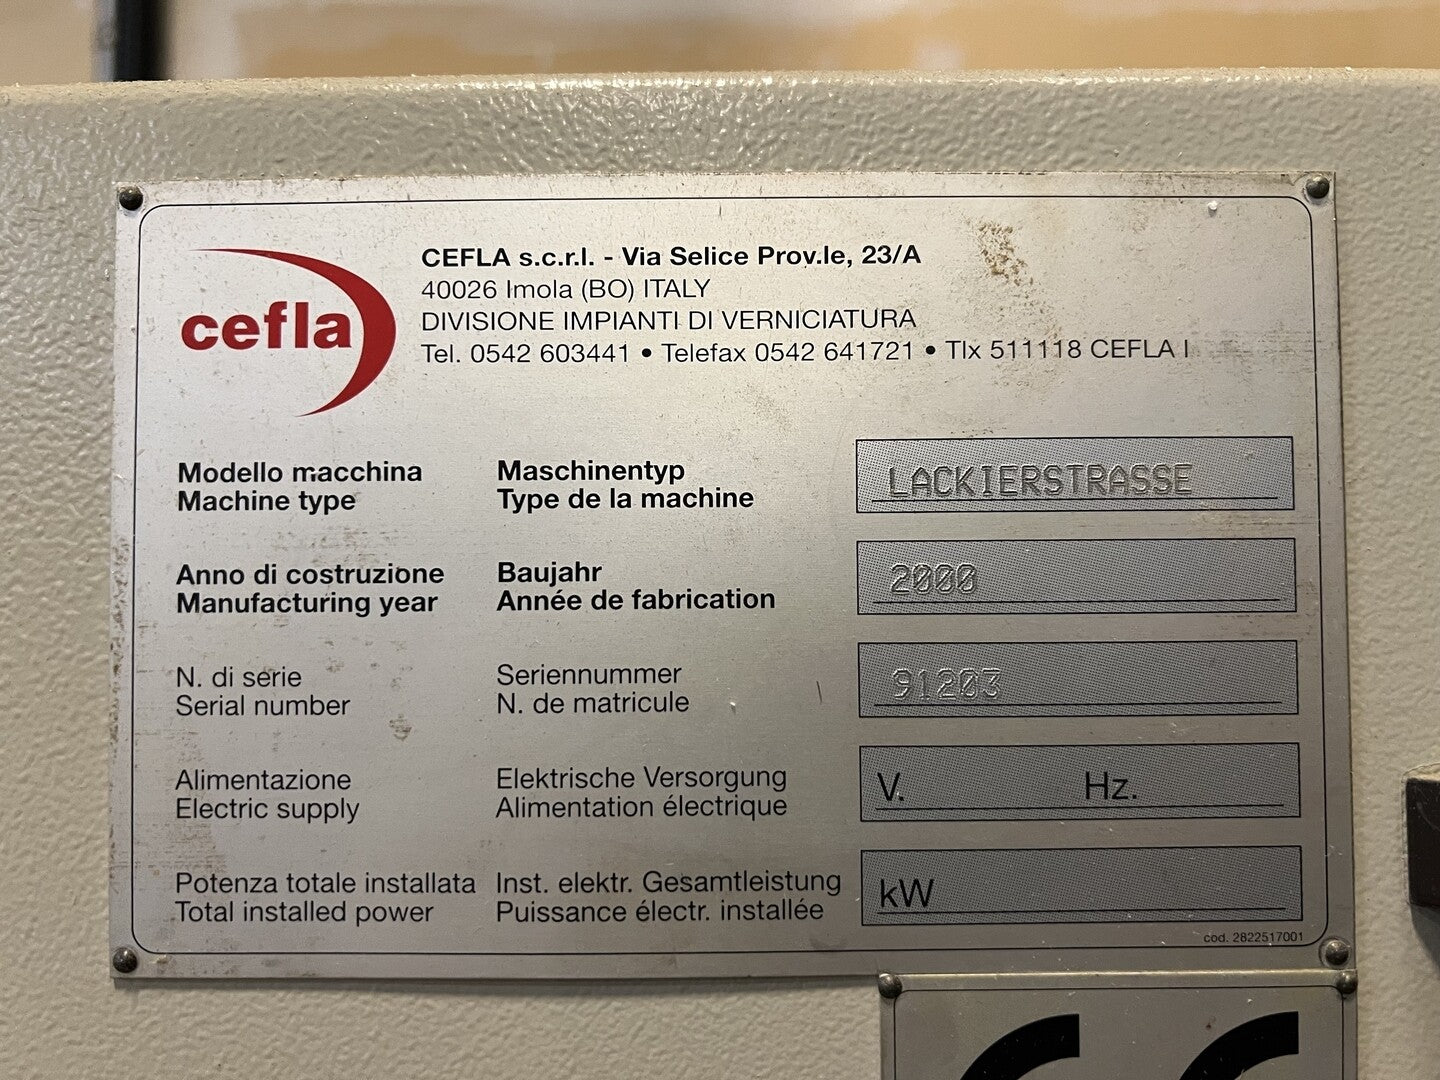 cefla
CEFLA s.c.r.l. - Via Selice Prov.le, 23/A
40026 Imola (BO) ITALY
DIVISIONE IMPIANTI DI VERNICIATURA
Tel. 0542 603441 • Telefax 0542 641721 • Tlx 511118 CEFLA I
Modello macchina Maschinentyp
Machine type Type de la machine
LACKIERSTRASSE
Anno di costruzione Baujahr
Manufacturing year Année de fabrication
2000
N. di serie Seriennummer
Serial number N. de matricule
91203
Alimentazione Elektrische Versorgung
Electric supply Alimentation électrique
V. Hz.
Potenza totale installata Inst. elektr. Gesamtleistung
Total installed power Puissance électr. installée
kW
cod. 2822517001
CE